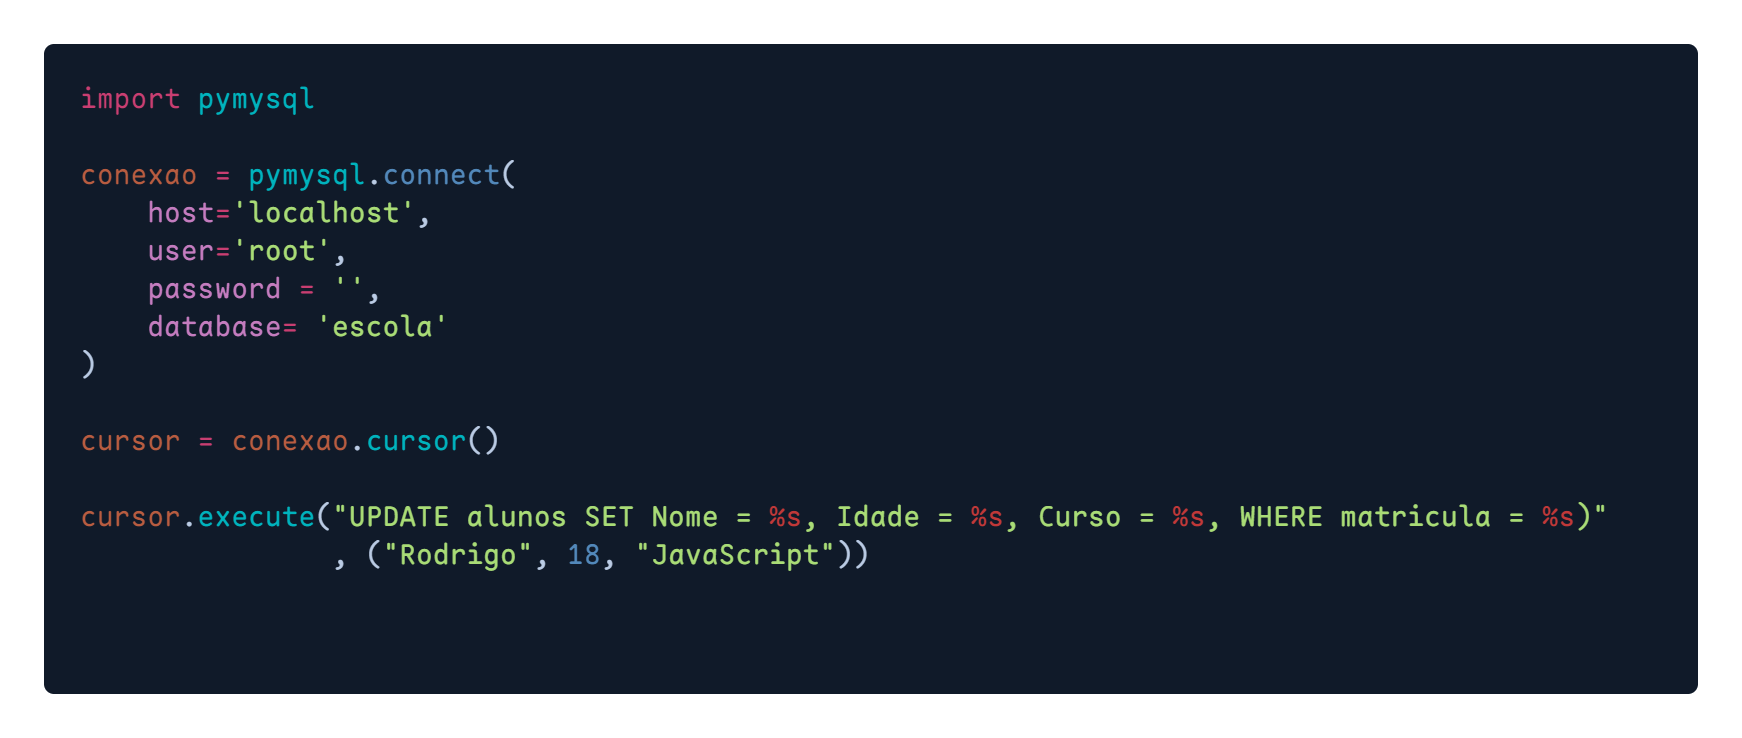 import pymysql
conexao = pymysql.connect(
    host='localhost',
    user='root',
    password = '',
    database= 'escola'
)
cursor = conexao.cursor()
cursor.execute("UPDATE alunos SET Nome = %s, Idade = %s, Curso = %s, WHERE matricula = %s)"
               , ("Rodrigo", 18, "JavaScript"))